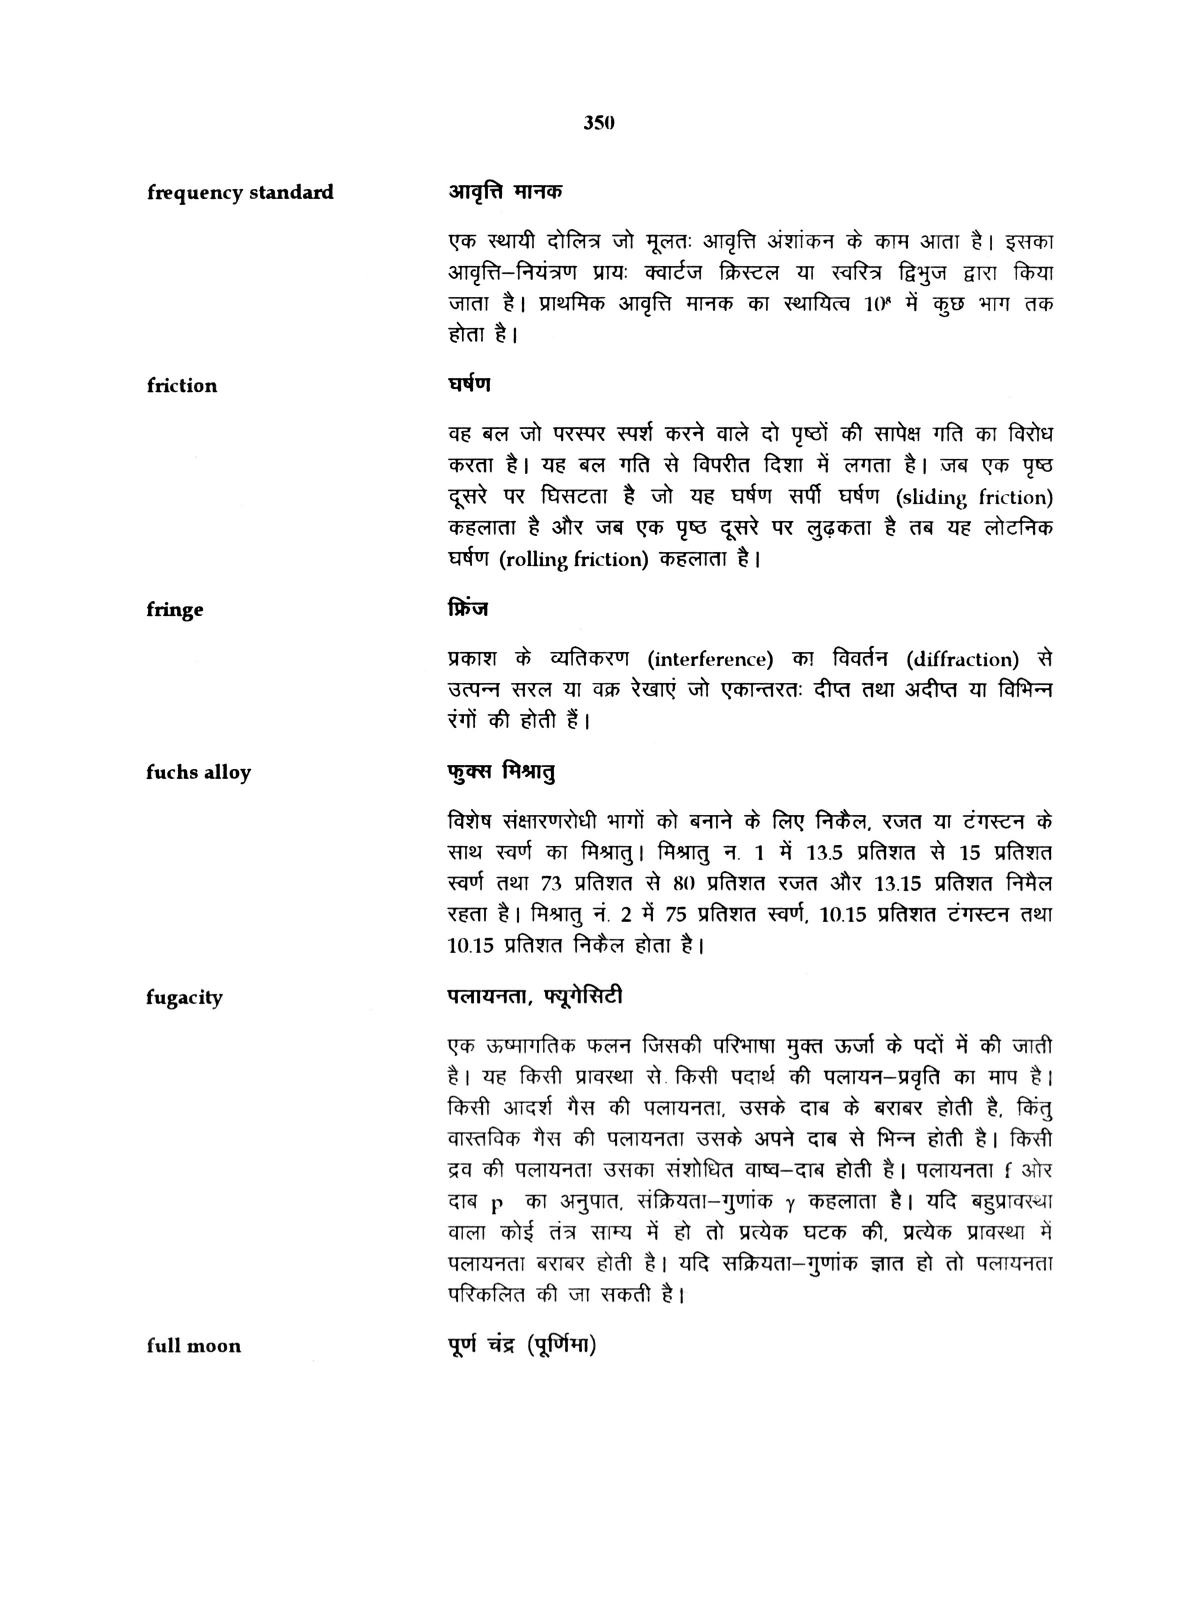 350
frequency standard आवृत्ति मानक
एक स्थायी दोलित्र जो मूलतः आवृत्ति अंशांकन के काम आता है। इसका
आवृत्ति–नियंत्रण प्रायः क्वार्टज क्रिस्टल या स्वरित्र द्विभुज द्वारा किया
जाता है। प्राथमिक आवृत्ति मानक का स्थायित्व 10⁸ में कुछ भाग तक
होता है।
friction घर्षण
वह बल जो परस्पर स्पर्श करने वाले दो पृष्ठों की सापेक्ष गति का विरोध
करता है। यह बल गति से विपरीत दिशा में लगता है। जब एक पृष्ठ
दूसरे पर घिसटता है जो यह घर्षण सर्पी घर्षण (sliding friction)
कहलाता है और जब एक पृष्ठ दूसरे पर लुढ़कता है तब यह लोटनिक
घर्षण (rolling friction) कहलाता है।
fringe फ्रिंज
प्रकाश के व्यतिकरण (interference) का विवर्तन (diffraction) से
उत्पन्न सरल या वक्र रेखाएं जो एकान्तरतः दीप्त तथा अदीप्त या विभिन्न
रंगों की होती हैं।
fuchs alloy फुक्स मिश्रातु
विशेष संक्षारणरोधी भागों को बनाने के लिए निकैल, रजत या टंगस्टन के
साथ स्वर्ण का मिश्रातु। मिश्रातु न. 1 में 13.5 प्रतिशत से 15 प्रतिशत
स्वर्ण तथा 73 प्रतिशत से 80 प्रतिशत रजत और 13.15 प्रतिशत निमैल
रहता है। मिश्रातु नं. 2 में 75 प्रतिशत स्वर्ण, 10.15 प्रतिशत टंगस्टन तथा
10.15 प्रतिशत निकैल होता है।
fugacity पलायनता, फ्यूगेसिटी
एक ऊष्मागतिक फलन जिसकी परिभाषा मुक्त ऊर्जा के पदों में की जाती
है। यह किसी प्रावस्था से किसी पदार्थ की पलायन–प्रवृति का माप है।
किसी आदर्श गैस की पलायनता, उसके दाब के बराबर होती है, किंतु
वास्तविक गैस की पलायनता उसके अपने दाब से भिन्न होती है। किसी
द्रव की पलायनता उसका संशोधित वाष्व–दाब होती है। पलायनता f ओर
दाब p का अनुपात, संक्रियता–गुणांक γ कहलाता है। यदि बहुप्रावस्था
वाला कोई तंत्र साम्य में हो तो प्रत्येक घटक की, प्रत्येक प्रावस्था में
पलायनता बराबर होती है। यदि सक्रियता–गुणांक ज्ञात हो तो पलायनता
परिकलित की जा सकती है।
full moon पूर्ण चंद्र (पूर्णिमा)